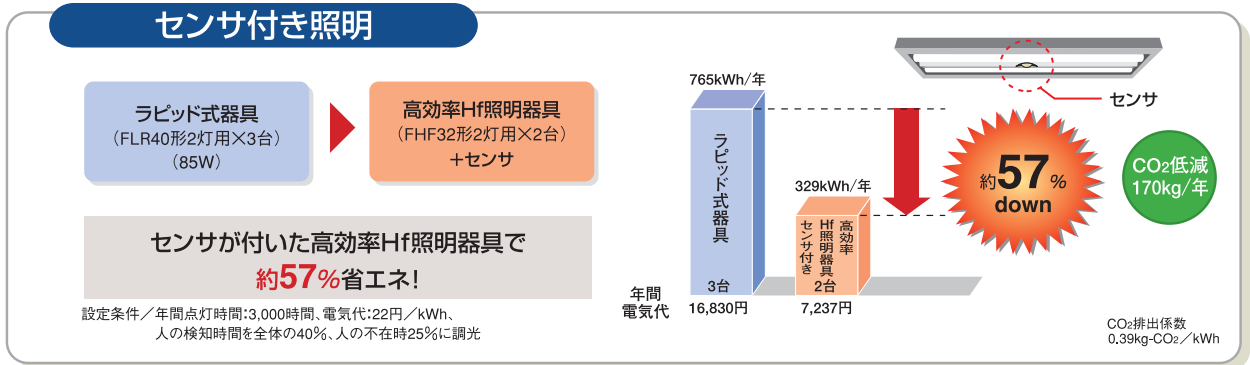 センサ付き照明
ラピッド式器具
（FLR40形2灯用×3台）
（85W）
高効率Hf照明器具
（FHF32形2灯用×2台）
＋センサ
センサが付いた高効率Hf照明器具で
約57%省エネ！
設定条件／年間点灯時間：3,000時間、電気代：22円／kWh、
人の検知時間を全体の40％、人の不在時25％に調光
765kWh/年
ラピッド式器具
3台
329kWh/年
高効率
Hf照明器具
センサ付き
2台
年間
電気代
16,830円
7,237円
センサ
約57%
down
CO2低減
170kg/年
CO2排出係数
0.39kg-CO2／kWh